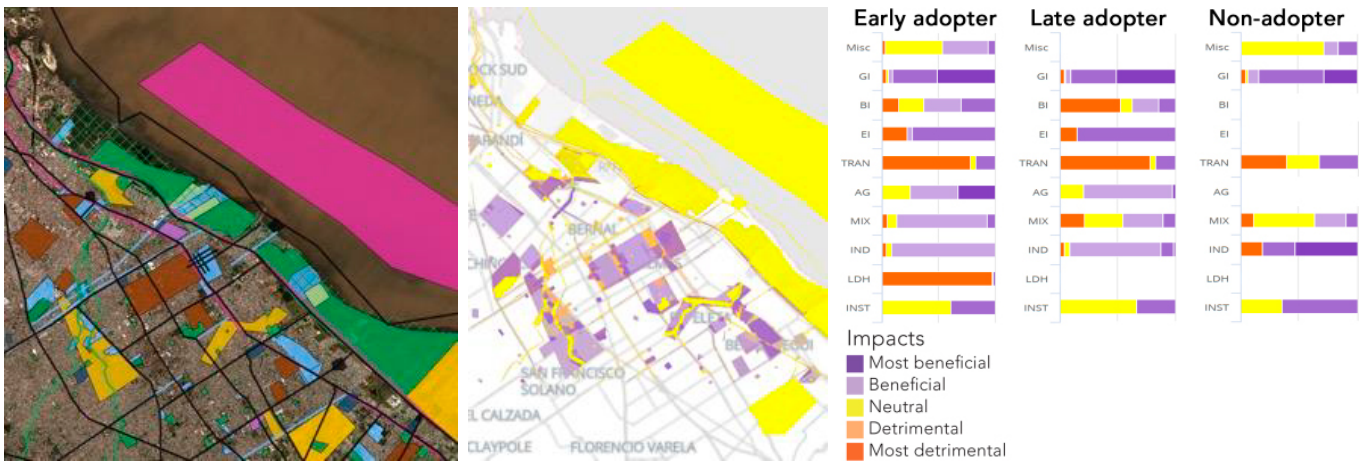 OCK SUD
NEDA
ARANDÍ
BERNAL
SAN FRANCISCO
SOLANO
EL CALZADA
CLAYPOLE
FLORENCIO VARELA
Early adopter
Late adopter
Non-adopter
Misc
GI
BI
EI
TRAN
AG
MIX
IND
LDH
INST
Misc
GI
BI
EI
TRAN
AG
MIX
IND
LDH
INST
Misc
GI
BI
EI
TRAN
AG
MIX
IND
LDH
INST
Impacts
Most beneficial
Beneficial
Neutral
Detrimental
Most detrimental